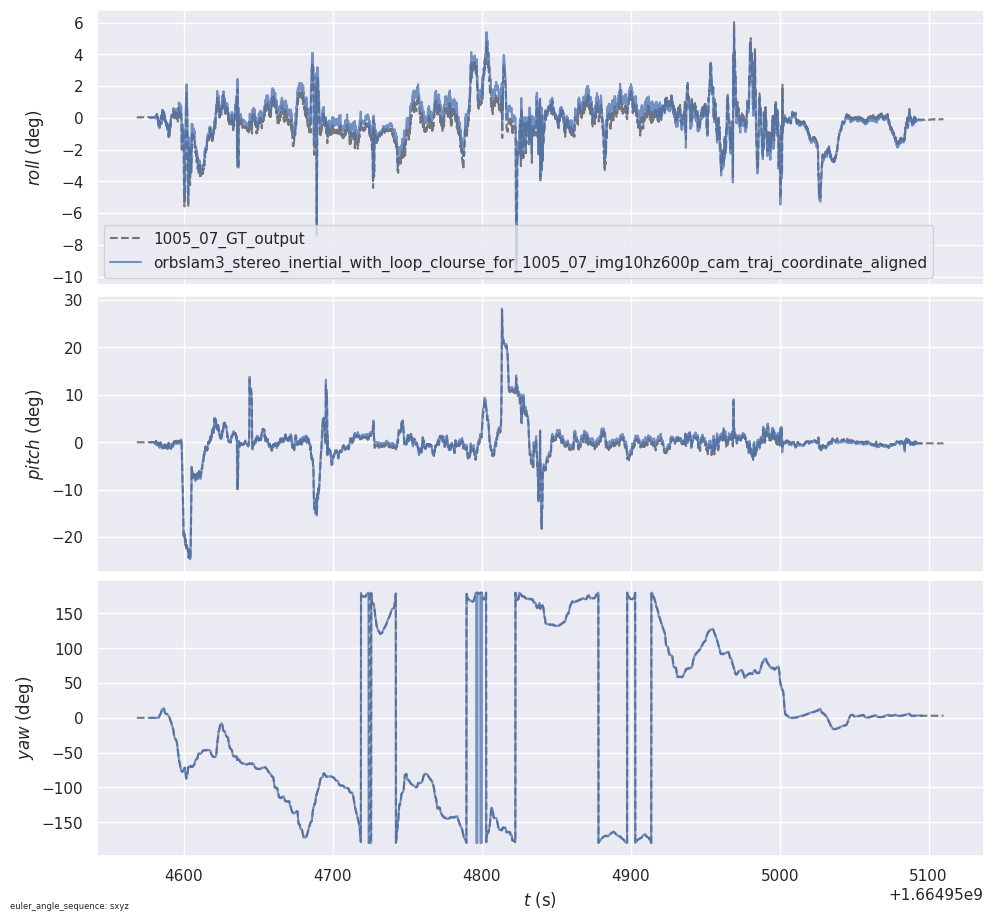 6
4
2
0
−2
−4
−6
−8
−10
roll (deg)
1005_07_GT_output
orbslam3_stereo_inertial_with_loop_clourse_for_1005_07_img10hz600p_cam_traj_coordinate_aligned
30
20
10
0
−10
−20
pitch (deg)
150
100
50
0
−50
−100
−150
yaw (deg)
4600 4700 4800 4900 5000 5100
+1.66495e9
t (s)
euler_angle_sequence: sxyz